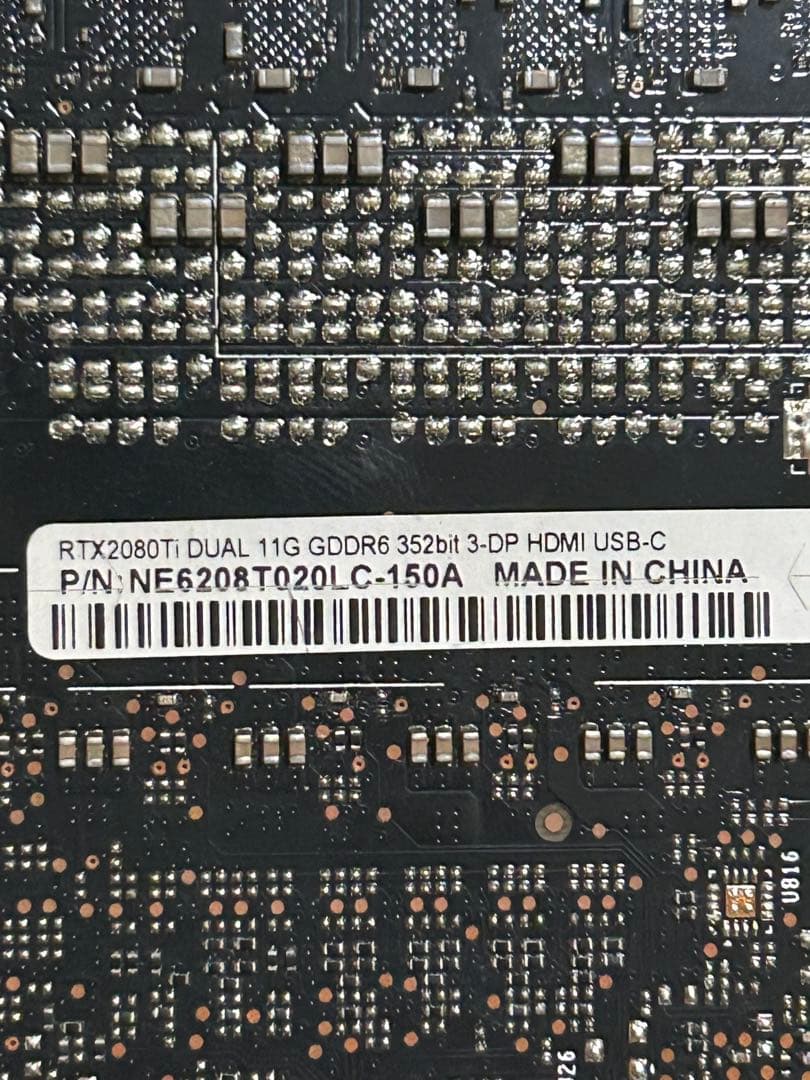 RTX2080Ti DUAL 11G GDDR6 352bit 3-DP HDMI USB-C
P/N:NE6208T020LC-150A MADE IN CHINA
U816